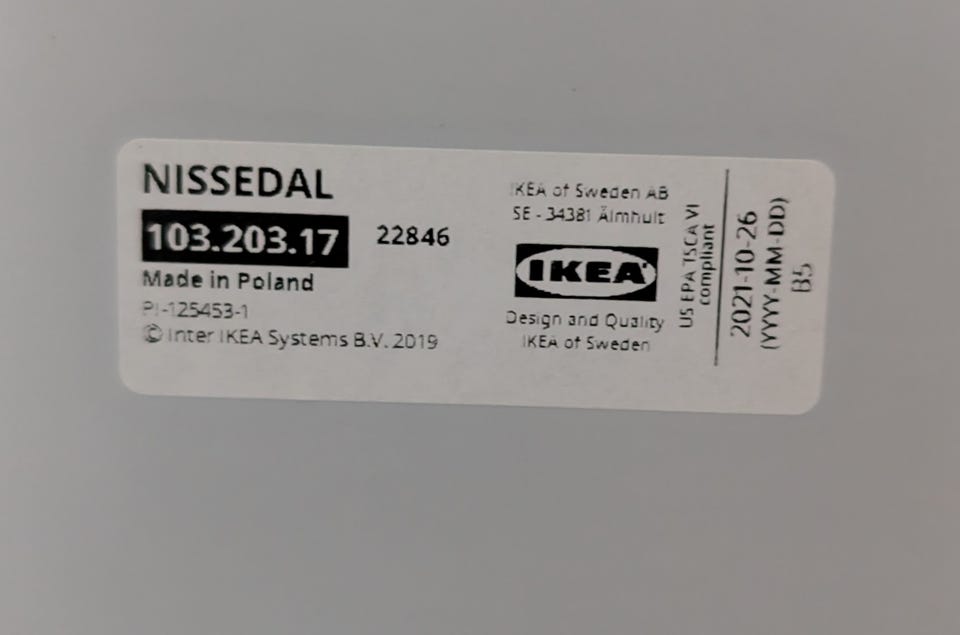 NISSEDAL
103.203.17
22846
Made in Poland
PI-125453-1
© Inter IKEA Systems B.V. 2019
IKEA of Sweden AB
SE - 34381 Älmhult
IKEA
Design and Quality
IKEA of Sweden
US EPA TSCA VI
compliant
2021-10-26
(YYYY-MM-DD)
B5